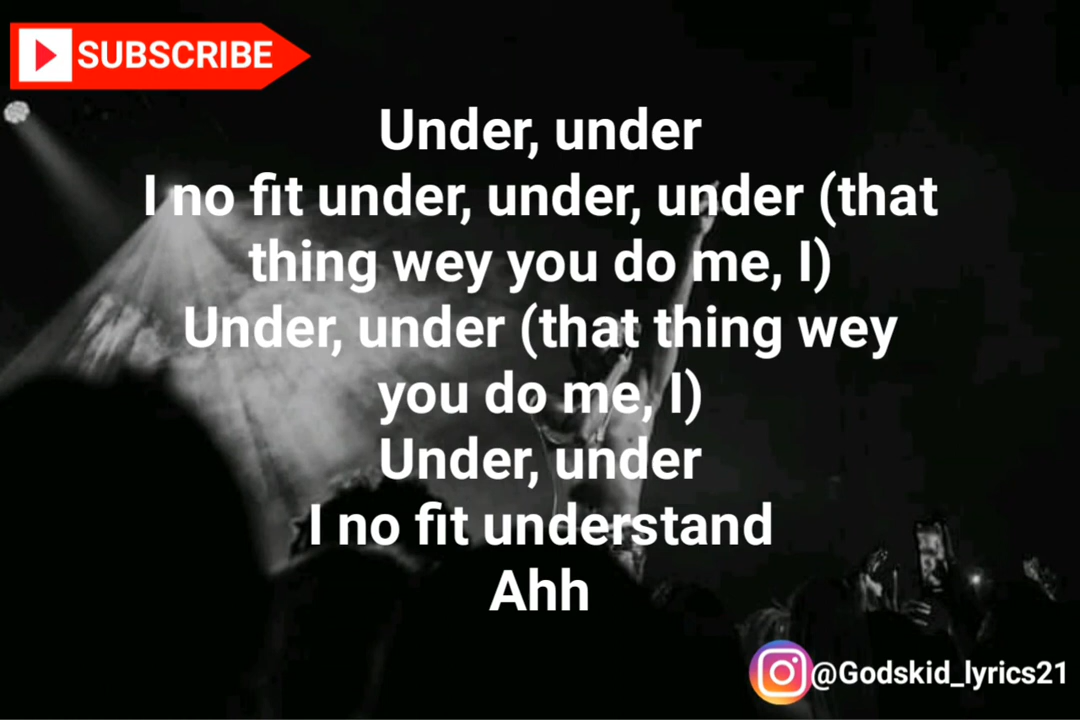 SUBSCRIBE
Under, under
I no fit under, under, under (that
thing wey you do me, I)
Under, under (that thing wey
you do me, I)
Under, under
I no fit understand
Ahh
@Godskid_lyrics21